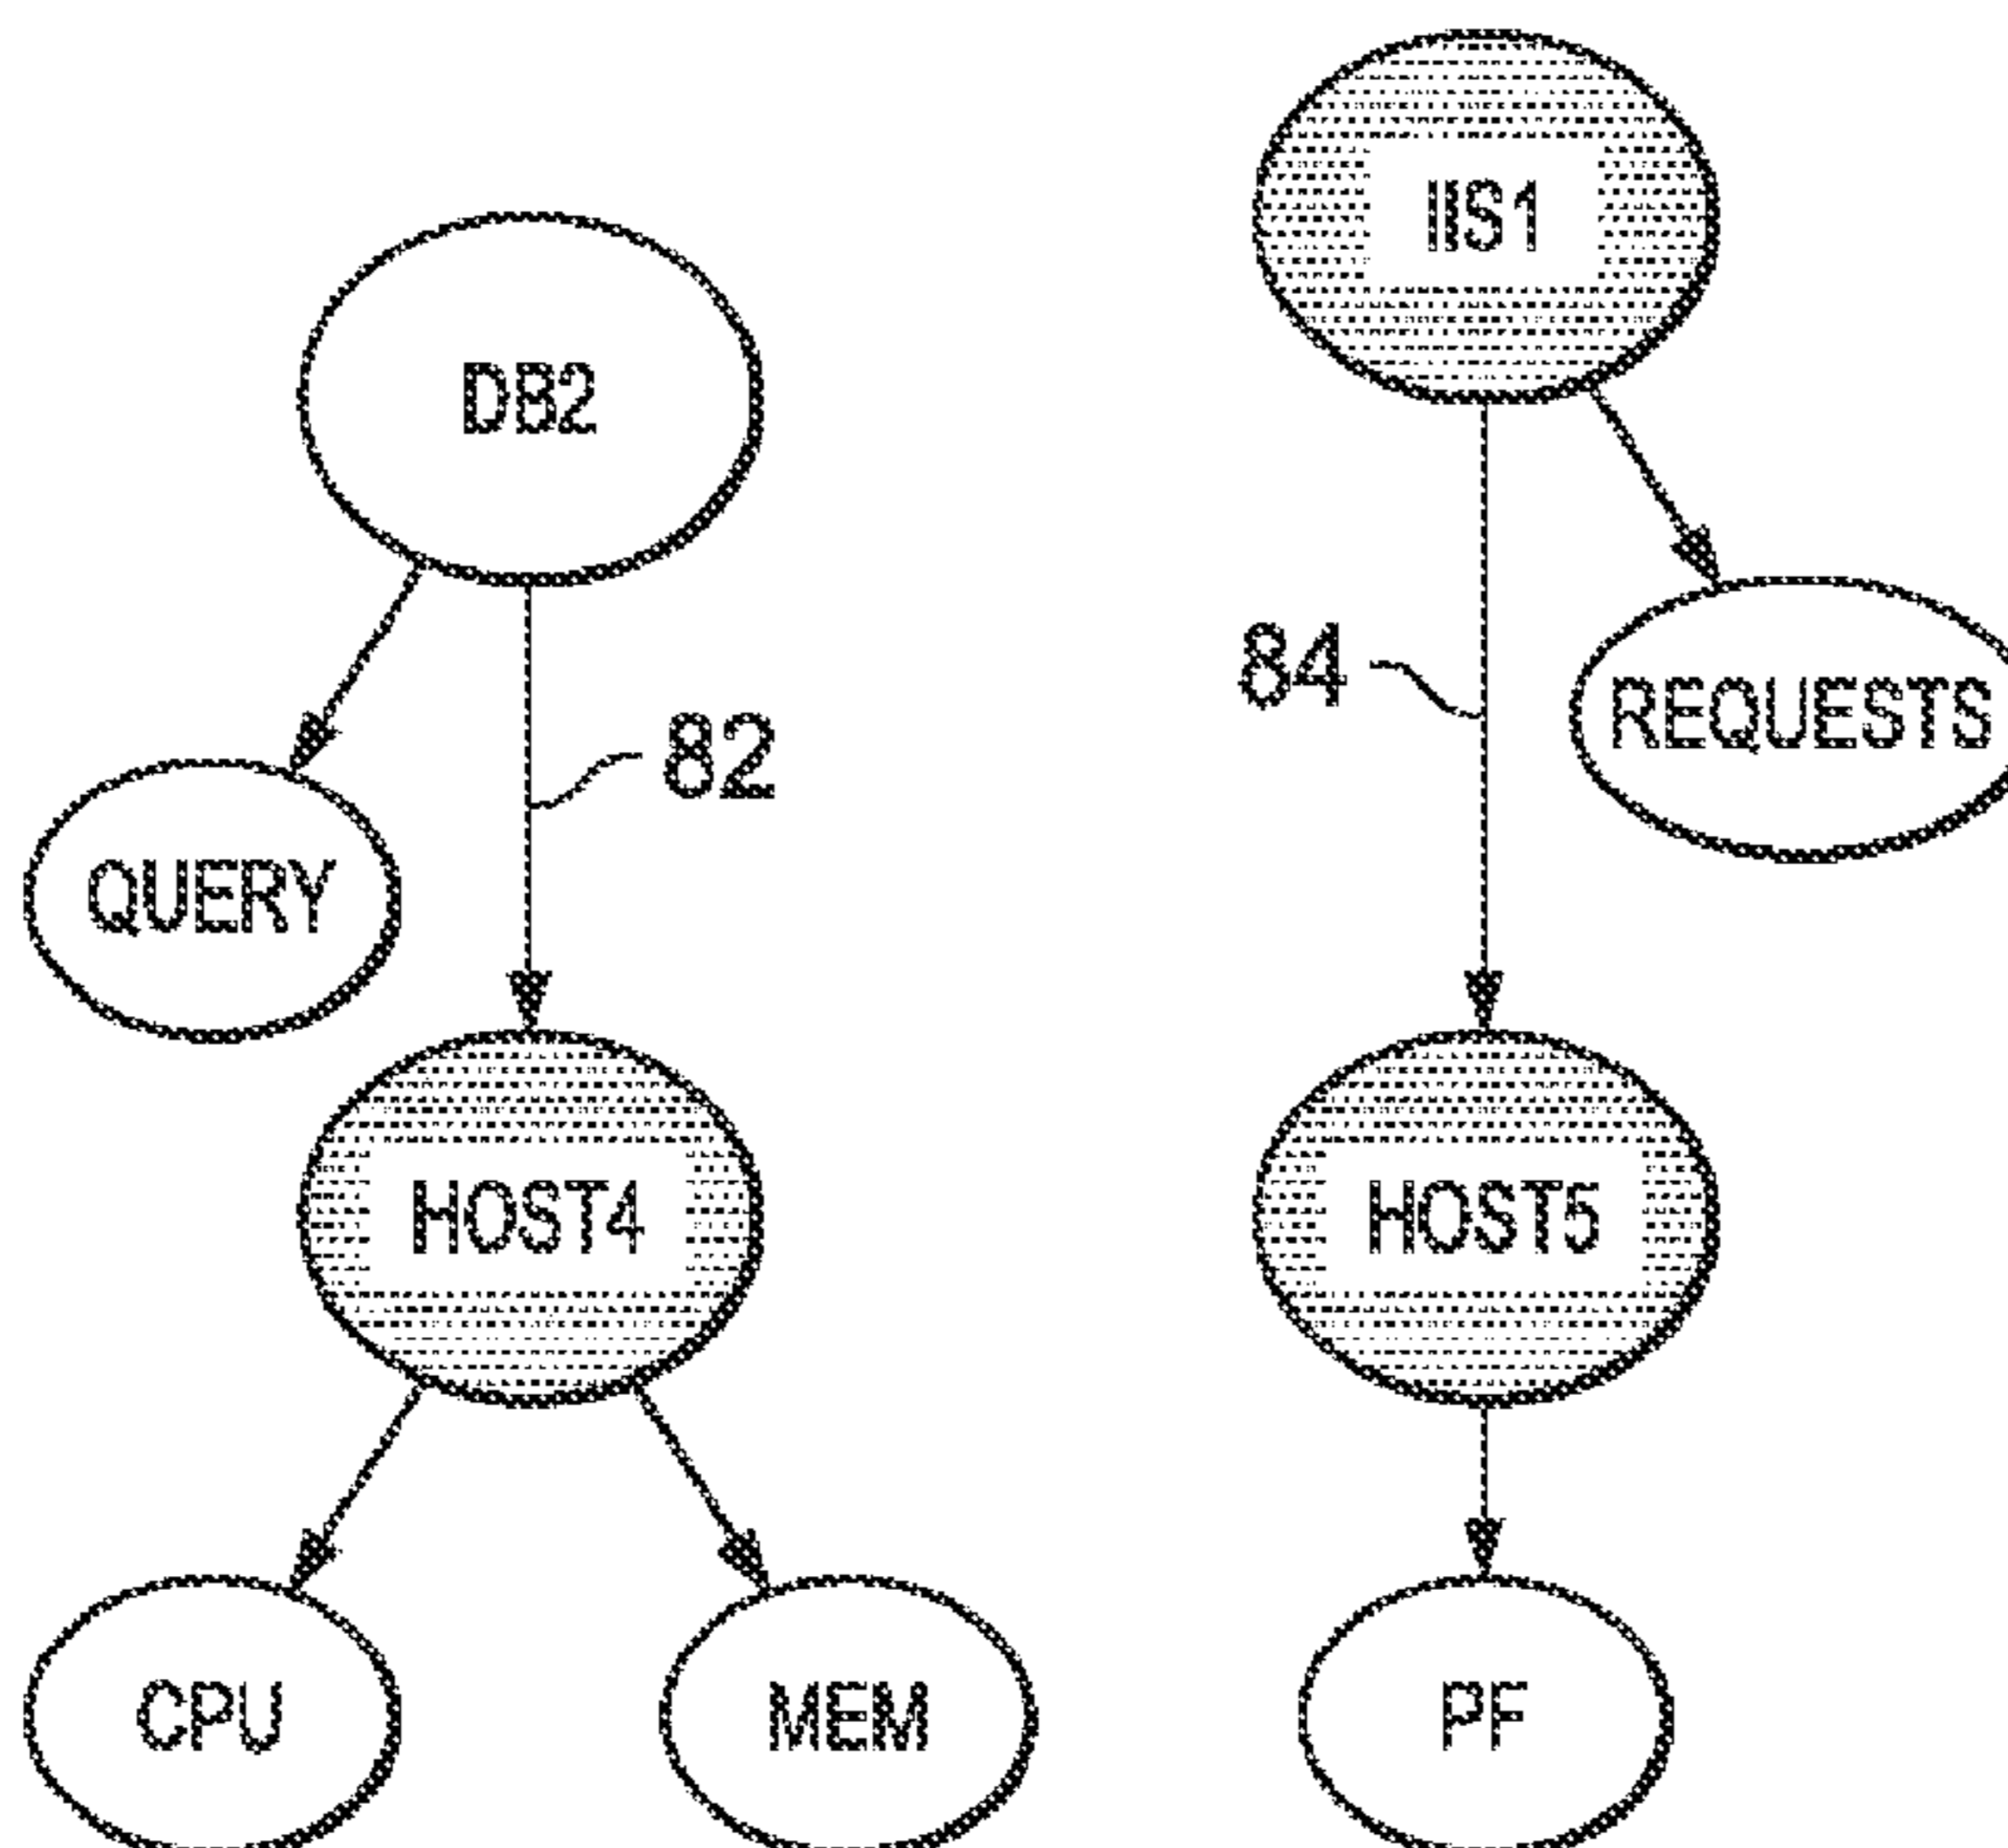 IIS1
DB2
84
REQUESTS
82
QUERY
HOST4
HOST5
CPU
MEM
PF